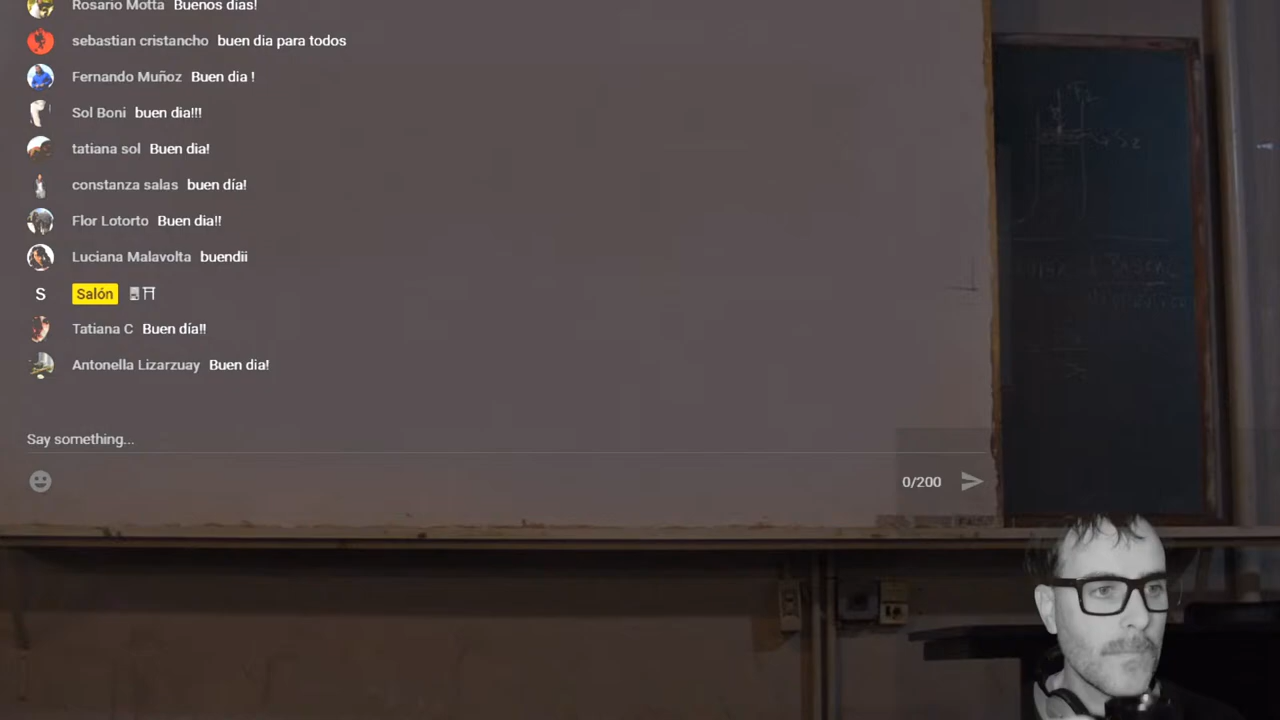 Rosario Motta Buenos días!
sebastian cristancho buen dia para todos
Fernando Muñoz Buen dia !
Sol Boni buen dia!!!
tatiana sol Buen dia!
constanza salas buen día!
Flor Lotorto Buen dia!!
Luciana Malavolta buendii
S Salón
Tatiana C Buen día!!
Antonella Lizarzuay Buen dia!
Say something...
0/200